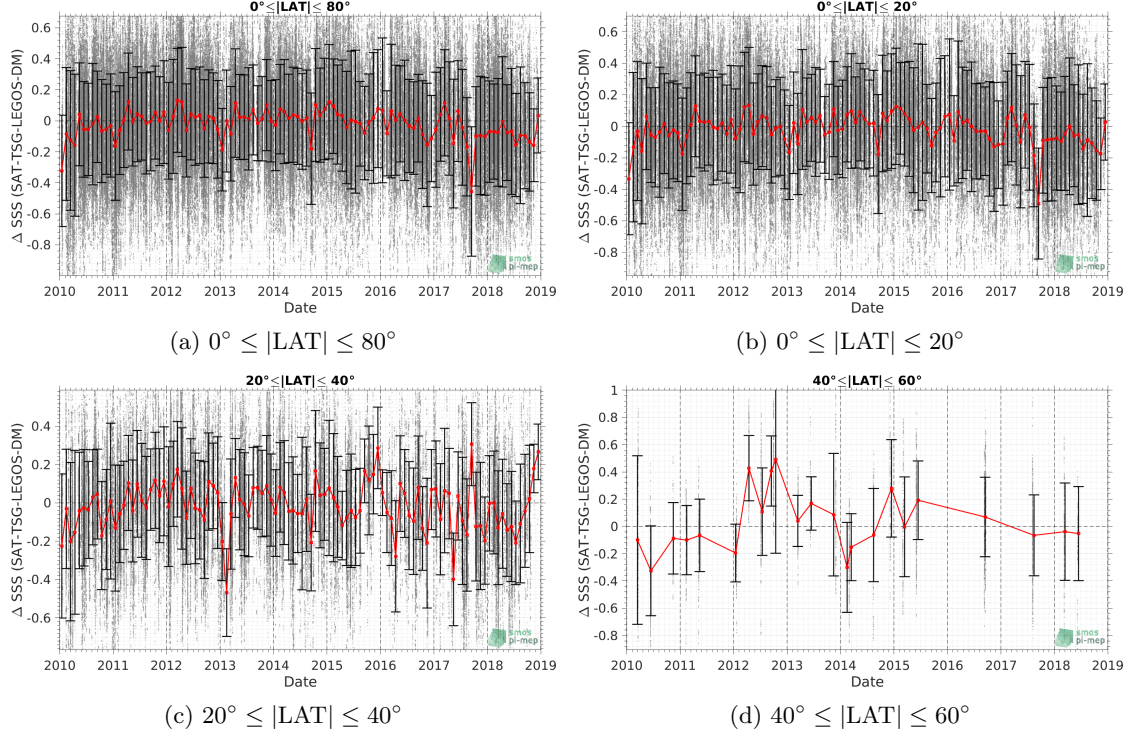 0°≤|LAT|≤ 80°
Δ SSS (SAT-TSG-LEGOS-DM)
0.6
0.4
0.2
0
-0.2
-0.4
-0.6
-0.8
smos
pi-mep
2010 2011 2012 2013 2014 2015 2016 2017 2018 2019
Date
(a) 0° ≤ |LAT| ≤ 80°
0°≤|LAT|≤ 20°
Δ SSS (SAT-TSG-LEGOS-DM)
0.6
0.4
0.2
0
-0.2
-0.4
-0.6
-0.8
smos
pi-mep
2010 2011 2012 2013 2014 2015 2016 2017 2018 2019
Date
(b) 0° ≤ |LAT| ≤ 20°
20°≤|LAT|≤ 40°
Δ SSS (SAT-TSG-LEGOS-DM)
0.4
0.2
0
-0.2
-0.4
-0.6
smos
pi-mep
2010 2011 2012 2013 2014 2015 2016 2017 2018 2019
Date
(c) 20° ≤ |LAT| ≤ 40°
40°≤|LAT|≤ 60°
Δ SSS (SAT-TSG-LEGOS-DM)
1
0.8
0.6
0.4
0.2
0
-0.2
-0.4
-0.6
-0.8
smos
pi-mep
2010 2011 2012 2013 2014 2015 2016 2017 2018 2019
Date
(d) 40° ≤ |LAT| ≤ 60°